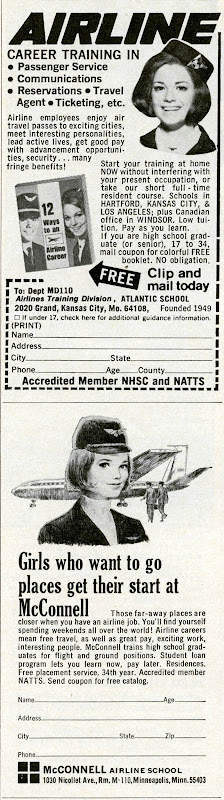 AIRLINE
CAREER TRAINING IN
• Passenger Service
• Communications
• Reservations • Travel
Agent • Ticketing, etc.
Airline employees enjoy air
travel passes to exciting cities,
meet interesting personalities,
lead active lives, get good pay
with advancement opportuni-
ties, security . . . many
fringe benefits!
12
Ways to
an
Airline
Career
Start your training at home
NOW without interfering with
your present occupation, or
take our short full-time
resident course. Schools in
HARTFORD, KANSAS CITY, &
LOS ANGELES; plus Canadian
office in WINDSOR. Low tui-
tion. Pay as you learn.
If you are high school grad-
uate (or senior), 17 to 34,
mail coupon for colorful FREE
booklet. NO obligation.
FREE
Clip and
mail today
To: Dept MD110
Airlines Training Division, ATLANTIC SCHOOL
2020 Grand, Kansas City, Mo. 64108, Founded 1949
☐ If under 17, check here for additional guidance information.
(PRINT)
Name
Address
City State
Phone Age County
Accredited Member NHSC and NATTS
Girls who want to go
places get their start at
McConnell
Those far-away places are
closer when you have an airline job. You'll find yourself
spending weekends all over the world! Airline careers
mean free travel, as well as great pay, exciting work,
interesting people. McConnell trains high school grad-
uates for flight and ground positions. Student loan
program lets you learn now, pay later. Residences.
Free placement service. 34th year. Accredited member
NATTS. Send coupon for free catalog.
Name Age
Address
City State Zip
Phone
McCONNELL AIRLINE SCHOOL
1030 Nicollet Ave., Rm. M-110, Minneapolis, Minn. 55403